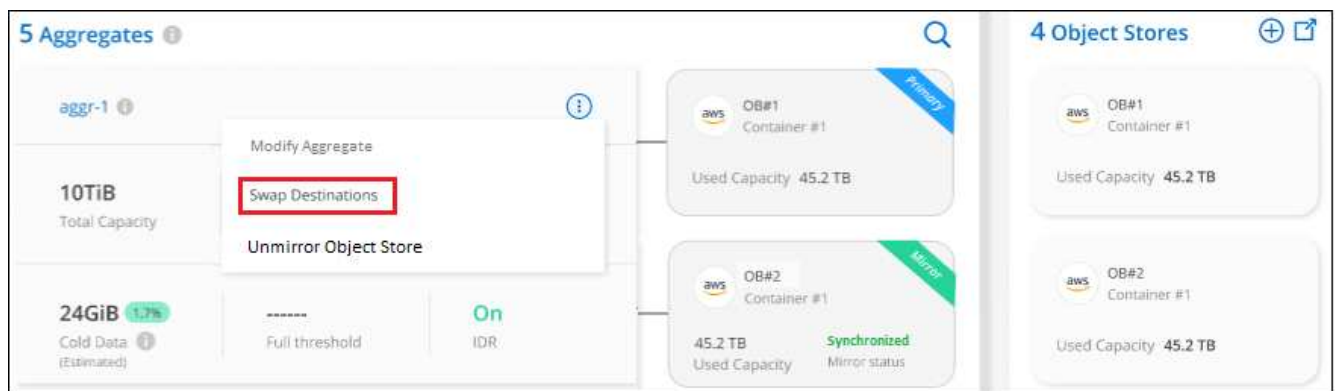 5 Aggregates
4 Object Stores
aggr-1
Modify Aggregate
Swap Destinations
Unmirror Object Store
10TiB
Total Capacity
24GiB 1.7%
Cold Data
(Estimated)
------
Full threshold
On
IDR
Primary
aws
OB#1
Container #1
Used Capacity 45.2 TB
Mirror
aws
OB#2
Container #1
45.2 TB
Used Capacity
Synchronized
Mirror status
aws
OB#1
Container #1
Used Capacity 45.2 TB
aws
OB#2
Container #1
Used Capacity 45.2 TB